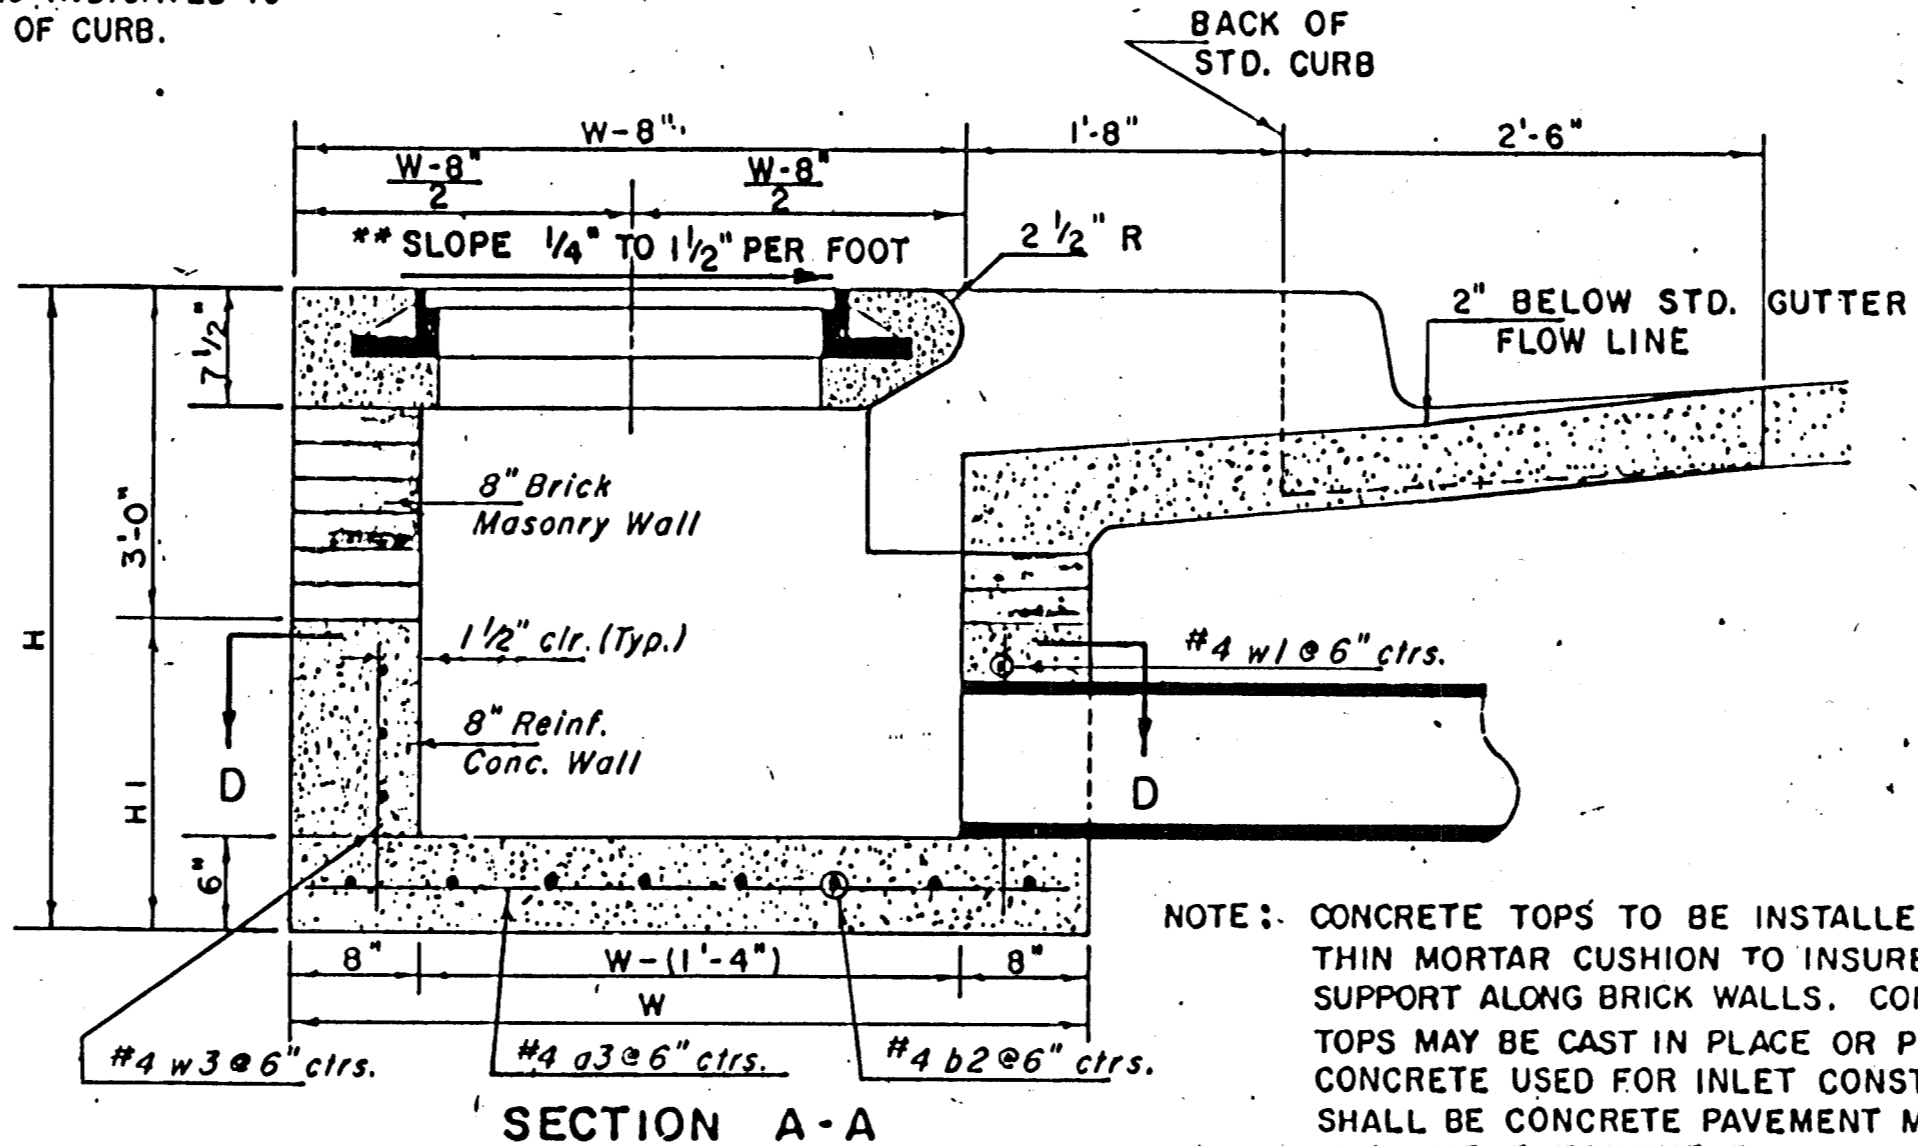 INDICATED TO
OF CURB.
BACK OF
STD. CURB
W-8"
1'-8"
2'-6"
W-8"
2
W-8"
2
** SLOPE 1/4" TO 1 1/2" PER FOOT
2 1/2" R
2" BELOW STD. GUTTER
FLOW LINE
7 1/2"
8" Brick
Masonry Wall
3'-0"
H
1 1/2" clr. (Typ.)
#4 w1 @ 6" ctrs.
8" Reinf.
Conc. Wall
D
D
H1
6"
8"
W-(1'-4")
8"
W
#4 w3 @ 6" ctrs.
#4 a3 @ 6" ctrs.
#4 b2 @ 6" ctrs.
SECTION A-A
NOTE: CONCRETE TOPS TO BE INSTALLE
THIN MORTAR CUSHION TO INSURE
SUPPORT ALONG BRICK WALLS. CO
TOPS MAY BE CAST IN PLACE OR P
CONCRETE USED FOR INLET CONST
SHALL BE CONCRETE PAVEMENT M